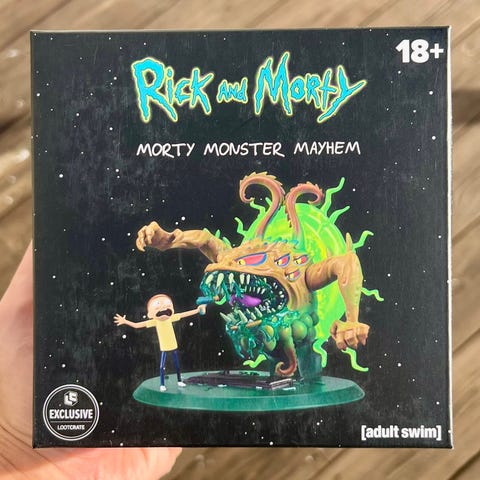 18+
Rick and Morty
MORTY MONSTER MAYHEM
EXCLUSIVE
LOOTCRATE
[adult swim]